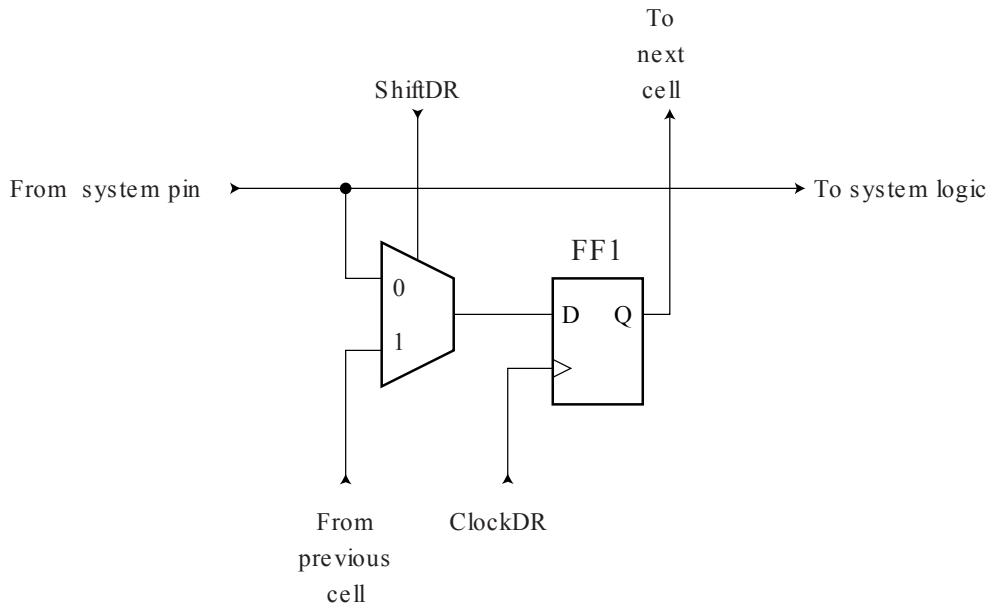 To
next
cell
ShiftDR
From system pin
To system logic
FF1
0
D Q
1
From
previous
cell
ClockDR